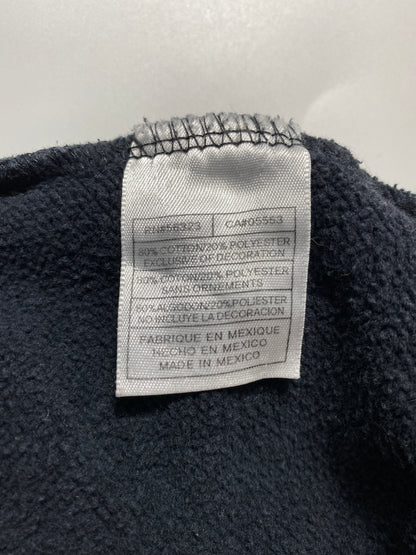 RN#56323 CA#05553
80% COTTON/20% POLYESTER
EXCLUSIVE OF DECORATION
80% COTON/20% POLYESTER
SANS ORNEMENTS
80% ALGODON/20% POLIESTER
NO INCLUYE LA DECORACION
FABRIQUE EN MEXIQUE
HECHO EN MEXICO
MADE IN MEXICO